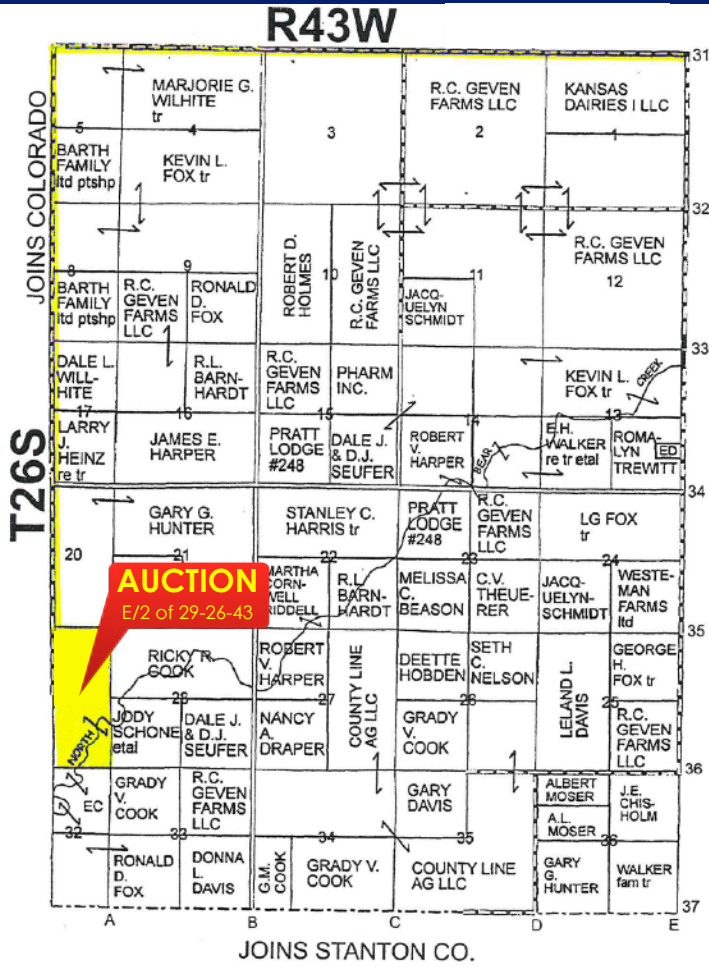 R43W
31
MARJORIE G.
WILHITE
tr
R.C. GEVEN
FARMS LLC
KANSAS
DAIRIES I LLC
5
4
3
2
1
BARTH
FAMILY
ltd ptshp
KEVIN L.
FOX tr
JOINS COLORADO
32
ROBERT D.
HOLMES
R.C. GEVEN
FARMS LLC
R.C. GEVEN
FARMS LLC
8
9
10
11
12
BARTH
FAMILY
ltd ptshp
R.C.
GEVEN
FARMS
LLC
RONALD
D.
FOX
JACQ-
UELYN
SCHMIDT
33
DALE L.
WILL-
HITE
R.L.
BARN-
HARDT
R.C.
GEVEN
FARMS
LLC
PHARM
INC.
KEVIN L.
FOX tr
CREEK
17
16
15
14
13
T26S
LARRY
J.
HEINZ
re tr
JAMES E.
HARPER
PRATT
LODGE
#248
DALE J.
& D.J.
SEUFER
ROBERT
V.
HARPER
BEAR
E.H.
WALKER
re tr etal
ROMA-
LYN
TREWITT
ED
34
GARY G.
HUNTER
STANLEY C.
HARRIS tr
PRATT
LODGE
#248
R.C.
GEVEN
FARMS
LLC
LG FOX
tr
20
21
22
23
24
AUCTION
E/2 of 29-26-43
MARTHA
CORN-
WELL
RIDDELL
R.L.
BARN-
HARDT
MELISSA
C.
BEASON
C.V.
THEUE-
RER
JACQ-
UELYN-
SCHMIDT
WESTE-
MAN
FARMS
ltd
35
RICKY R.
COOK
ROBERT
V.
HARPER
COUNTY LINE
AG LLC
DEETTE
HOBDEN
SETH
C.
NELSON
LELAND L.
DAVIS
GEORGE
H.
FOX tr
28
27
26
25
NORTH
JODY
SCHONE
etal
DALE J.
& D.J.
SEUFER
NANCY
A.
DRAPER
GRADY
V.
COOK
R.C.
GEVEN
FARMS
LLC
36
EC
GRADY
V.
COOK
R.C.
GEVEN
FARMS
LLC
GARY
DAVIS
ALBERT
MOSER
A.L.
MOSER
J.E.
CHIS-
HOLM
32
33
34
35
36
RONALD
D.
FOX
DONNA
L.
DAVIS
G.M.
COOK
GRADY V.
COOK
COUNTY LINE
AG LLC
GARY
G.
HUNTER
WALKER
fam tr
37
A B C D E
JOINS STANTON CO.